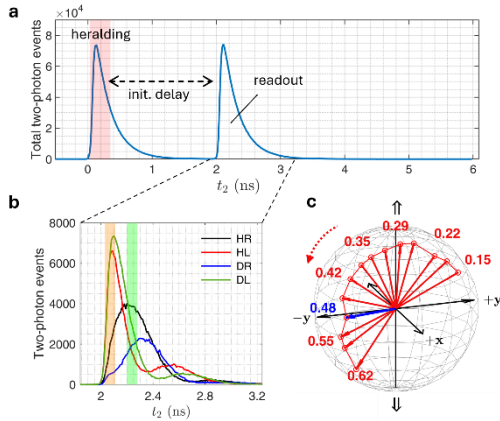 a
×10⁴
8
6
4
2
0
Total two-photon events
heralding
init. delay
readout
-1
0
1
2
3
4
5
6
t₂ (ns)
b
8000
6000
4000
2000
0
Two-photon events
HR
HL
DR
DL
2
2.4
2.8
3.2
t₂ (ns)
c
⇑
0.29
0.35
0.22
0.42
0.15
0.48
+y
−y
+x
0.55
0.62
⇓